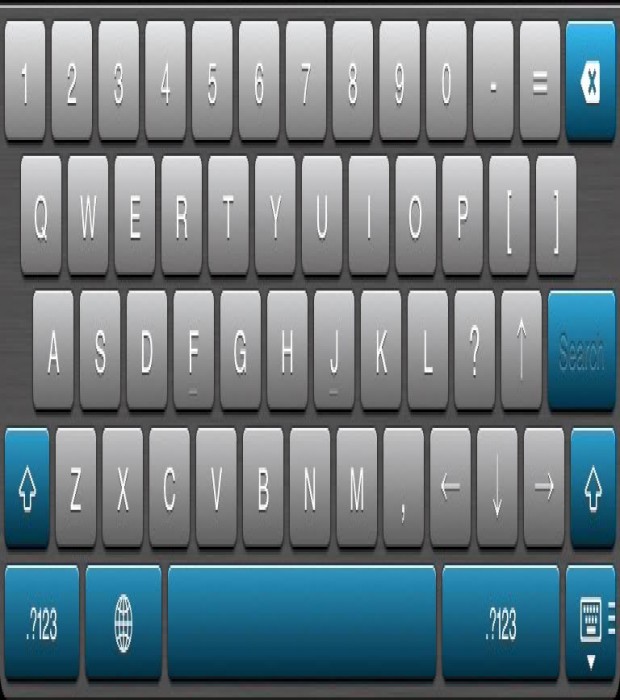 1 2 3 4 5 6 7 8 9 0 - =
Q W E R T Y U I O P [ ]
A S D F G H J K L ? ↑ Search
Z X C V B N M , ← ↓ →
.?123 .?123